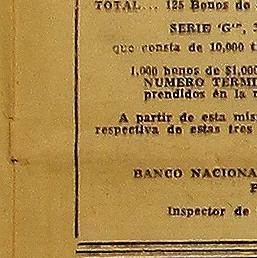 TOTAL... 125 Bonos de
SERIE "G",
que consta de 10,000 t
1,000 bonos de $1,000
NUMERO TERMI
prendidos en la
A partir de esta mis
respectiva de estas tres
BANCO NACIONA
Inspector de